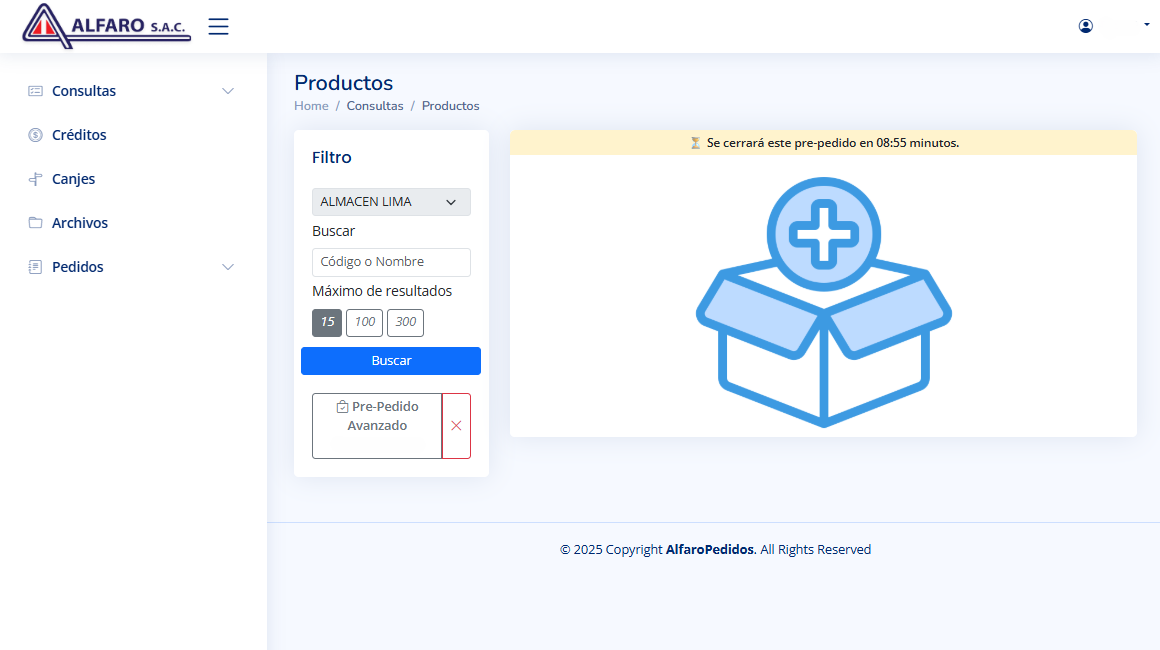 ALFARO S.A.C.
Consultas
Créditos
Canjes
Archivos
Pedidos
Productos
Home / Consultas / Productos
Filtro
ALMACEN LIMA
Buscar
Código o Nombre
Máximo de resultados
15 100 300
Buscar
Pre-Pedido
Avanzado
⏳ Se cerrará este pre-pedido en 08:55 minutos.
© 2025 Copyright AlfaroPedidos. All Rights Reserved